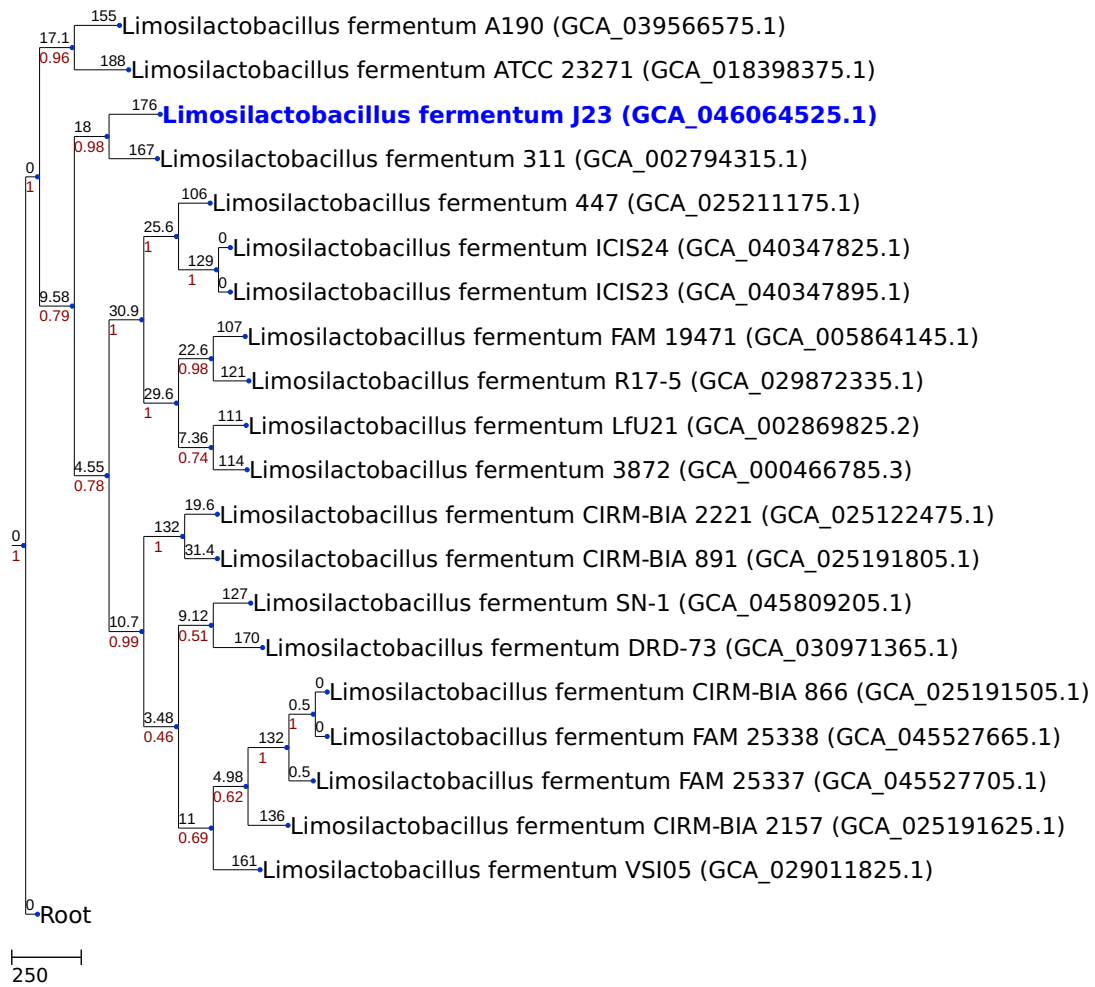 155 Limosilactobacillus fermentum A190 (GCA_039566575.1)
17.1
0.96
188 Limosilactobacillus fermentum ATCC 23271 (GCA_018398375.1)
176 Limosilactobacillus fermentum J23 (GCA_046064525.1)
18
0.98
167 Limosilactobacillus fermentum 311 (GCA_002794315.1)
0
1
106 Limosilactobacillus fermentum 447 (GCA_025211175.1)
25.6
1
0 Limosilactobacillus fermentum ICIS24 (GCA_040347825.1)
129
1
0 Limosilactobacillus fermentum ICIS23 (GCA_040347895.1)
9.58
0.79
30.9
1
107 Limosilactobacillus fermentum FAM 19471 (GCA_005864145.1)
22.6
0.98
121 Limosilactobacillus fermentum R17-5 (GCA_029872335.1)
29.6
1
111 Limosilactobacillus fermentum LfU21 (GCA_002869825.2)
7.36
0.74
114 Limosilactobacillus fermentum 3872 (GCA_000466785.3)
4.55
0.78
19.6 Limosilactobacillus fermentum CIRM-BIA 2221 (GCA_025122475.1)
132
1
31.4 Limosilactobacillus fermentum CIRM-BIA 891 (GCA_025191805.1)
0
1
127 Limosilactobacillus fermentum SN-1 (GCA_045809205.1)
9.12
0.51
10.7
0.99
170 Limosilactobacillus fermentum DRD-73 (GCA_030971365.1)
0 Limosilactobacillus fermentum CIRM-BIA 866 (GCA_025191505.1)
0.5
1
3.48
0.46
0 Limosilactobacillus fermentum FAM 25338 (GCA_045527665.1)
132
1
0.5 Limosilactobacillus fermentum FAM 25337 (GCA_045527705.1)
4.98
0.62
136 Limosilactobacillus fermentum CIRM-BIA 2157 (GCA_025191625.1)
11
0.69
161 Limosilactobacillus fermentum VSI05 (GCA_029011825.1)
0 Root
250